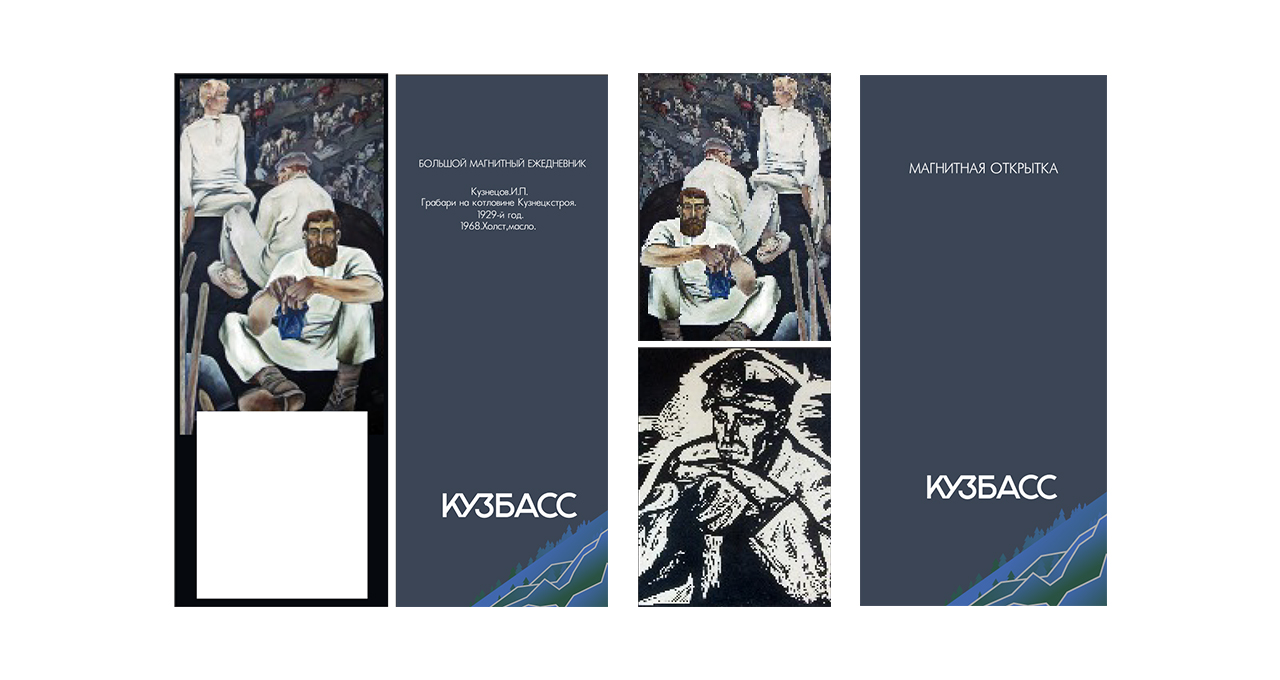 БОЛЬШОЙ МАГНИТНЫЙ ЕЖЕДНЕВНИК
Кузнецов.И.П.
Грабари на котловине Кузнецкстроя.
1929-й год.
1968.Холст,масло.
КУЗБАСС
МАГНИТНАЯ ОТКРЫТКА
КУЗБАСС